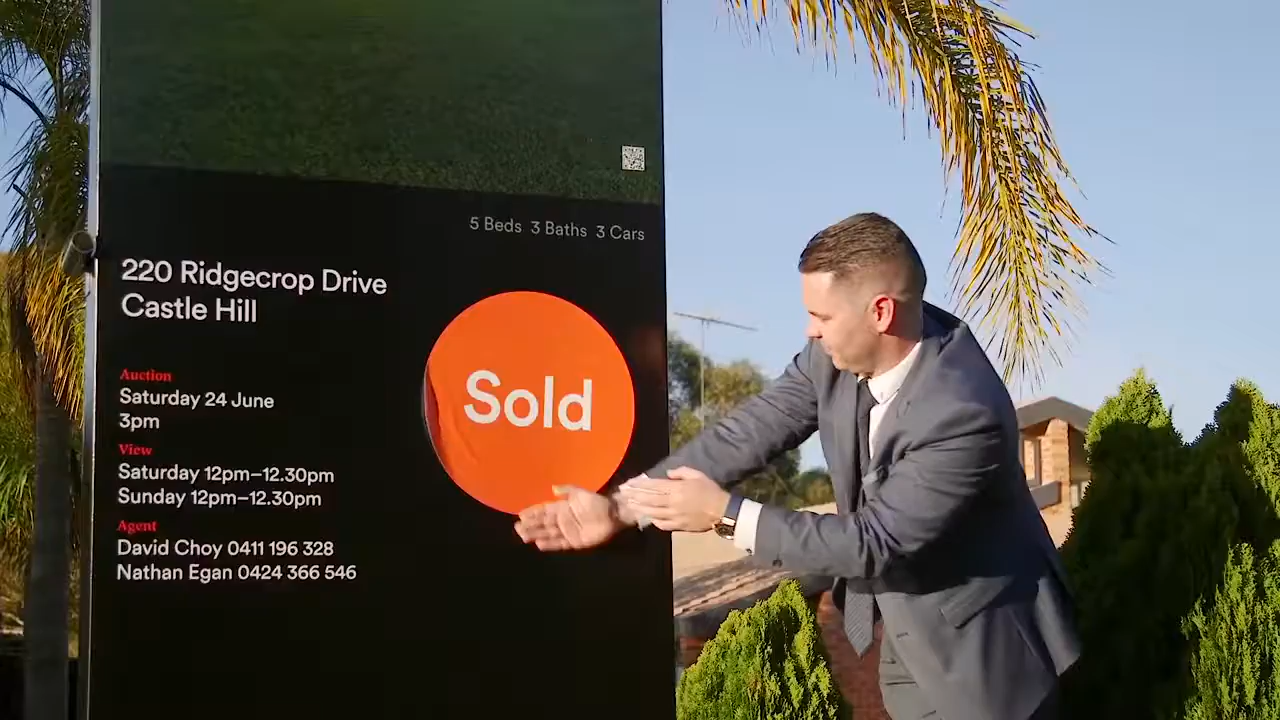 5 Beds 3 Baths 3 Cars
220 Ridgecrop Drive
Castle Hill
Auction
Saturday 24 June
3pm
View
Saturday 12pm–12.30pm
Sunday 12pm–12.30pm
Agent
David Choy 0411 196 328
Nathan Egan 0424 366 546
Sold